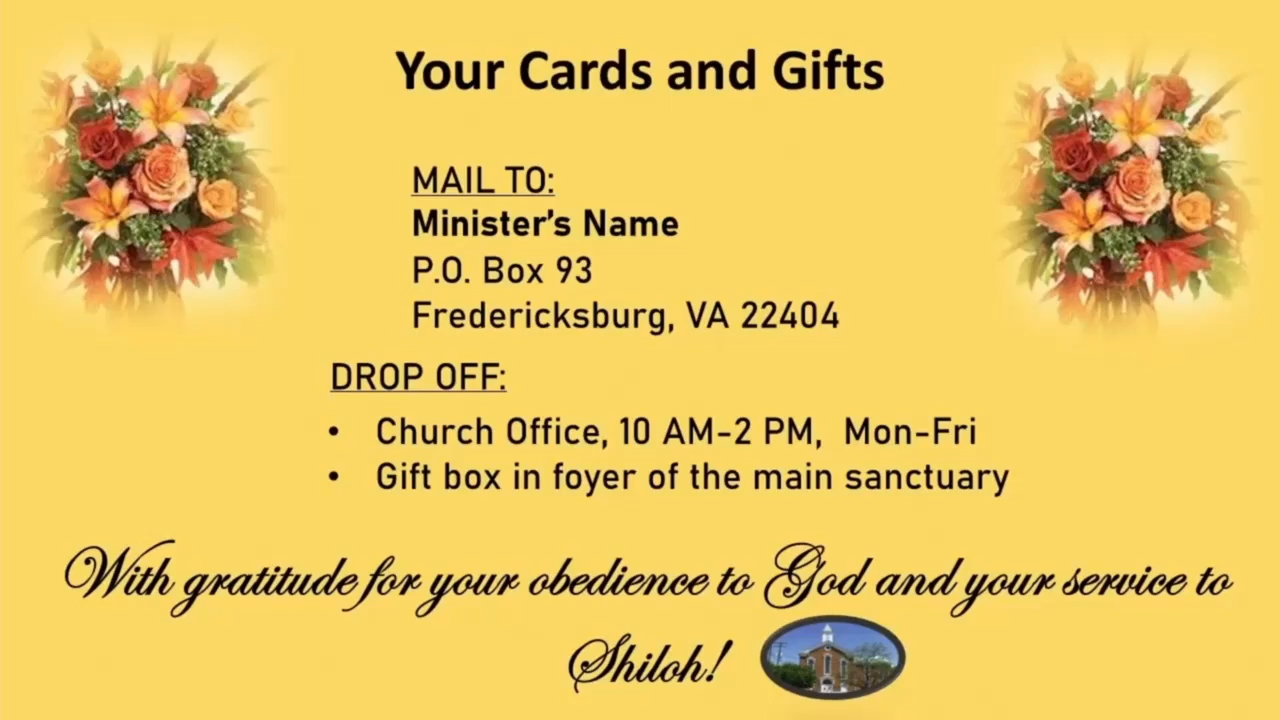 Your Cards and Gifts
MAIL TO:
Minister's Name
P.O. Box 93
Fredericksburg, VA 22404
DROP OFF:
• Church Office, 10 AM-2 PM, Mon-Fri
• Gift box in foyer of the main sanctuary
With gratitude for your obedience to God and your service to
Shiloh!